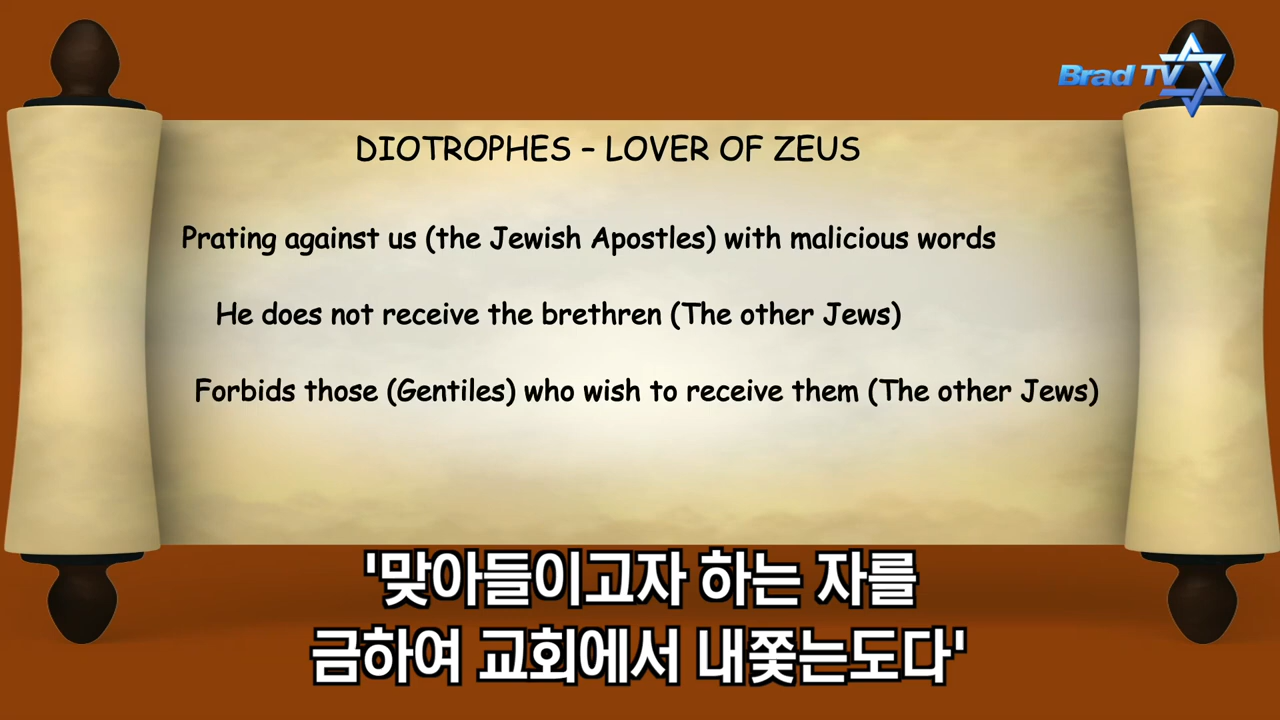 Brad TV
DIOTROPHES – LOVER OF ZEUS
Prating against us (the Jewish Apostles) with malicious words
He does not receive the brethren (The other Jews)
Forbids those (Gentiles) who wish to receive them (The other Jews)
'맞아들이고자 하는 자를
금하여 교회에서 내쫓는도다'